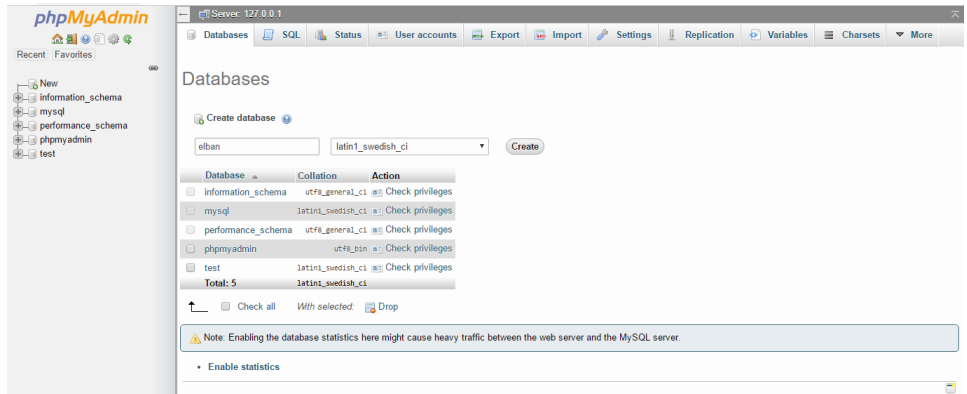 phpMyAdmin
Recent Favorites
New
information_schema
mysql
performance_schema
phpmyadmin
test
Server: 127.0.0.1
Databases SQL Status User accounts Export Import Settings Replication Variables Charsets More
Databases
Create database
elban latin1_swedish_ci Create
Database Collation Action
information_schema utf8_general_ci Check privileges
mysql latin1_swedish_ci Check privileges
performance_schema utf8_general_ci Check privileges
phpmyadmin utf8_bin Check privileges
test latin1_swedish_ci Check privileges
Total: 5 latin1_swedish_ci
Check all With selected: Drop
Note: Enabling the database statistics here might cause heavy traffic between the web server and the MySQL server.
Enable statistics